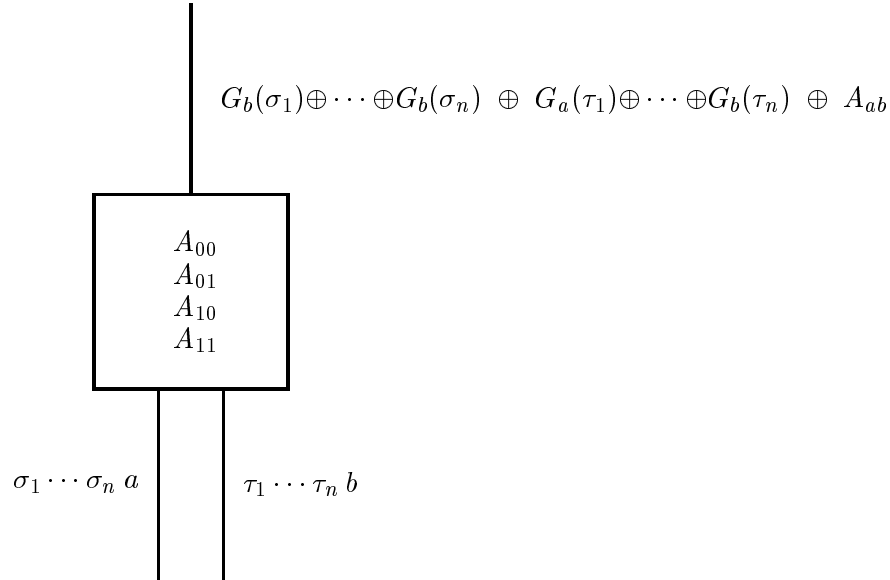 G_b(σ_1)⊕⋯⊕G_b(σ_n) ⊕ G_a(τ_1)⊕⋯⊕G_b(τ_n) ⊕ A_{ab}
A_{00}
A_{01}
A_{10}
A_{11}
σ_1⋯σ_n a
τ_1⋯τ_n b